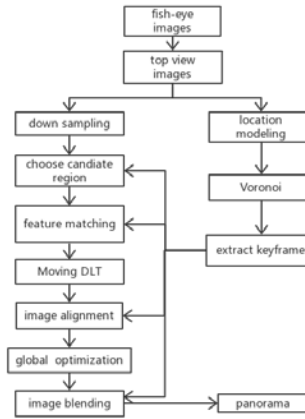 fish-eye
images
top view
images
down sampling
location
modeling
choose candiate
region
Voronoi
feature matching
extract keyframe
Moving DLT
image alignment
global optimization
image blending
panorama